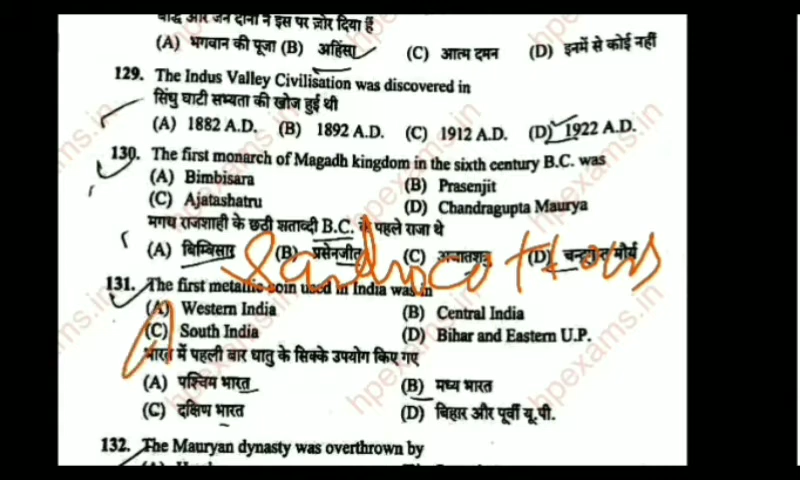 बौद्ध और जैन दोनों ने इस पर ज़ोर दिया है
(A) भगवान की पूजा (B) अहिंसा (C) आत्म दमन (D) इनमें से कोई नहीं
129. The Indus Valley Civilisation was discovered in
सिंधु घाटी सभ्यता की खोज हुई थी
(A) 1882 A.D. (B) 1892 A.D. (C) 1912 A.D. (D) 1922 A.D.
130. The first monarch of Magadh kingdom in the sixth century B.C. was
(A) Bimbisara (B) Prasenjit
(C) Ajatashatru (D) Chandragupta Maurya
मगध राजशाही के छठी शताब्दी B.C. के पहले राजा थे
(A) बिम्बिसार (B) प्रसेनजीत (C) अजातशत्रु (D) चन्द्रगुप्त मौर्य
131. The first metallic coin used in India was in
(A) Western India (B) Central India
(C) South India (D) Bihar and Eastern U.P.
भारत में पहली बार धातु के सिक्के उपयोग किए गए
(A) पश्चिम भारत (B) मध्य भारत
(C) दक्षिण भारत (D) बिहार और पूर्वी यू.पी.
132. The Mauryan dynasty was overthrown by
hpexams.in